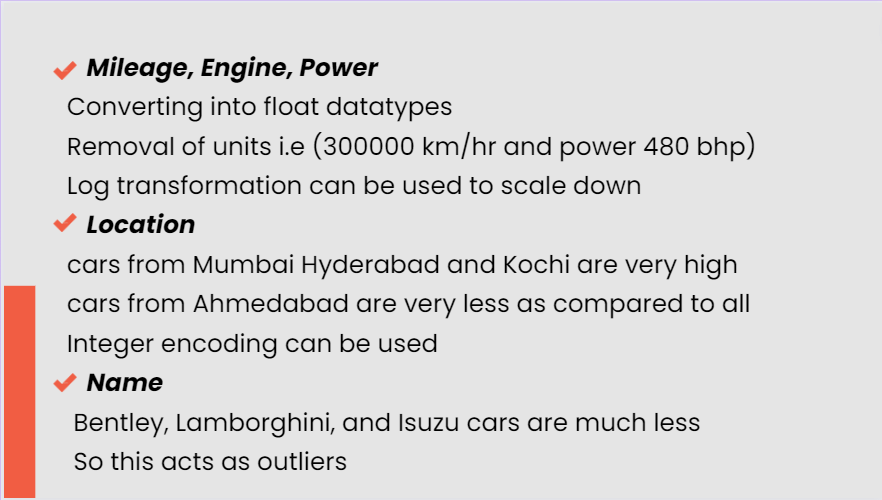 Mileage, Engine, Power
Converting into float datatypes
Removal of units i.e (300000 km/hr and power 480 bhp)
Log transformation can be used to scale down
Location
cars from Mumbai Hyderabad and Kochi are very high
cars from Ahmedabad are very less as compared to all
Integer encoding can be used
Name
Bentley, Lamborghini, and Isuzu cars are much less
So this acts as outliers